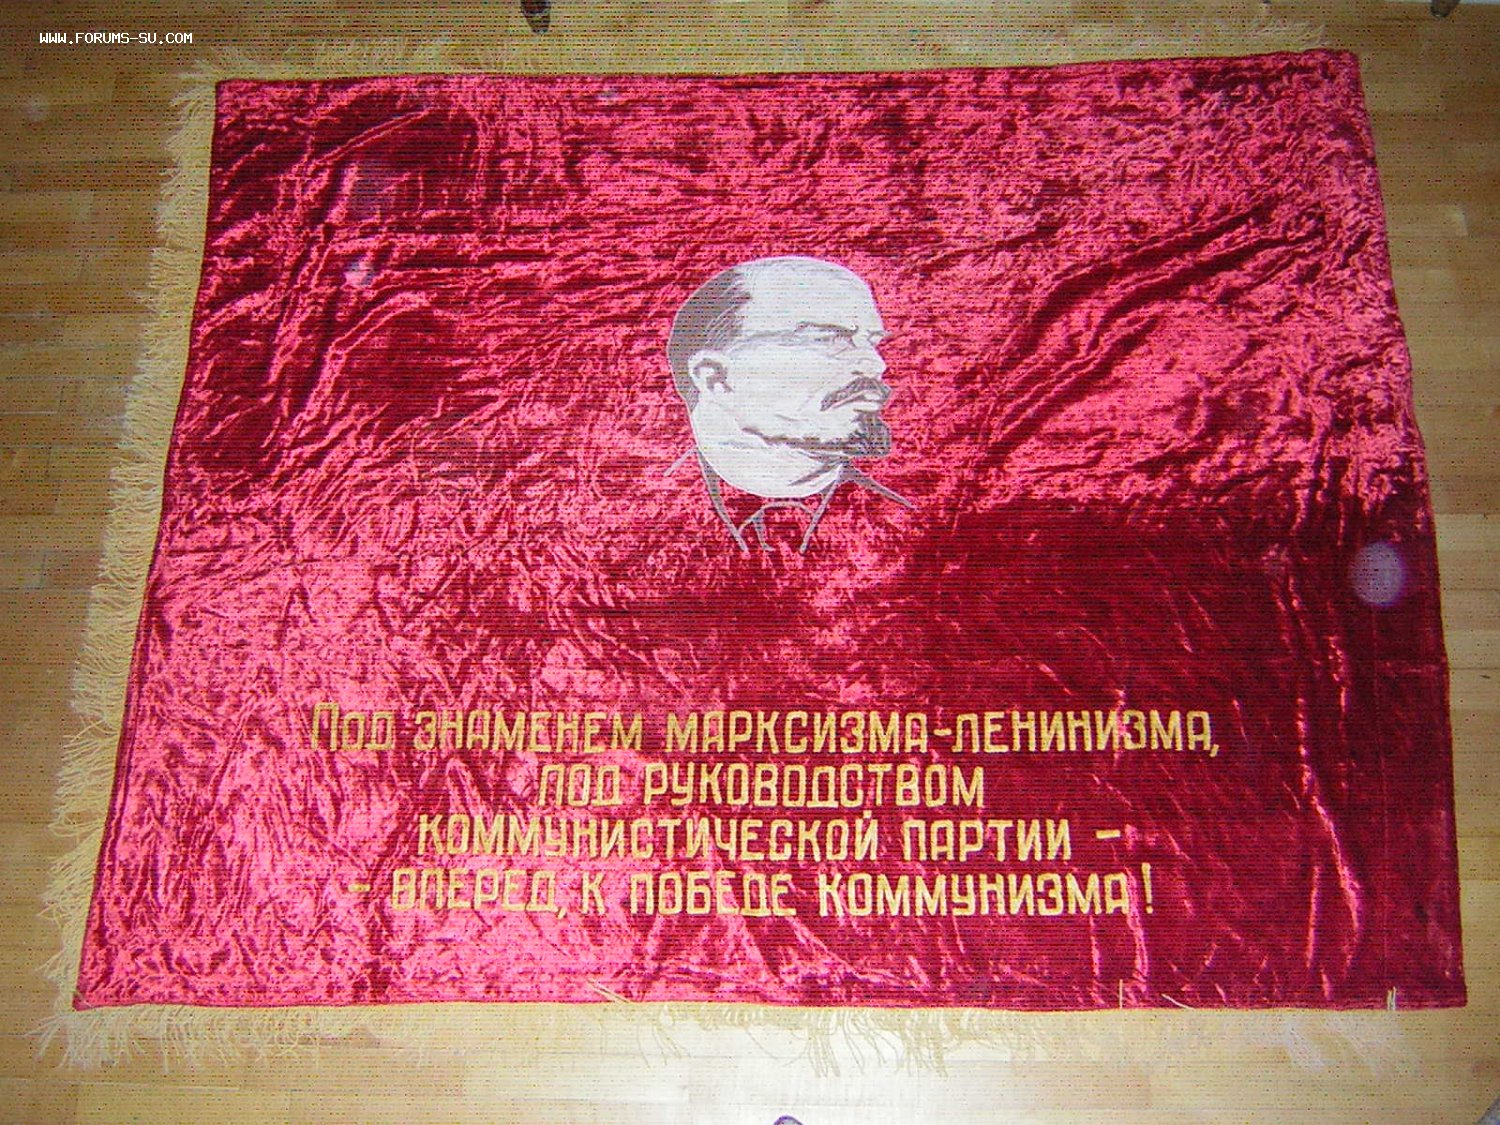 WWW.FORUMS-SU.COM
Под знаменем марксизма-ленинизма,
под руководством
коммунистической партии -
- вперед, к победе коммунизма!